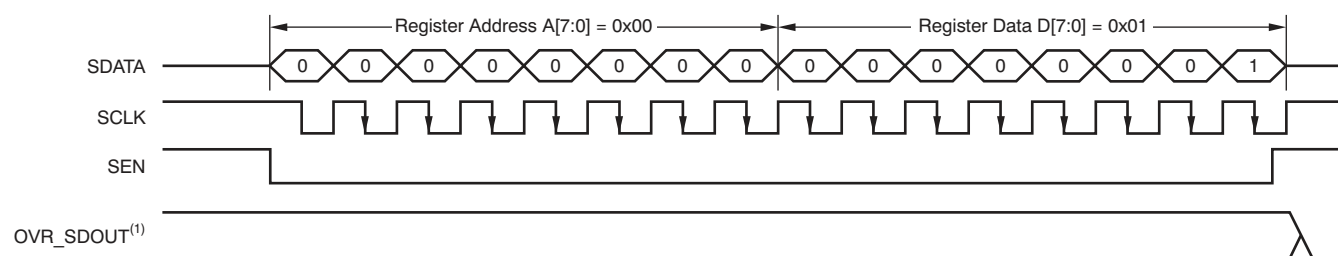 Register Address A[7:0] = 0x00 Register Data D[7:0] = 0x01
SDATA 0 0 0 0 0 0 0 0 0 0 0 0 0 0 0 1
SCLK
SEN
OVR_SDOUT(1)